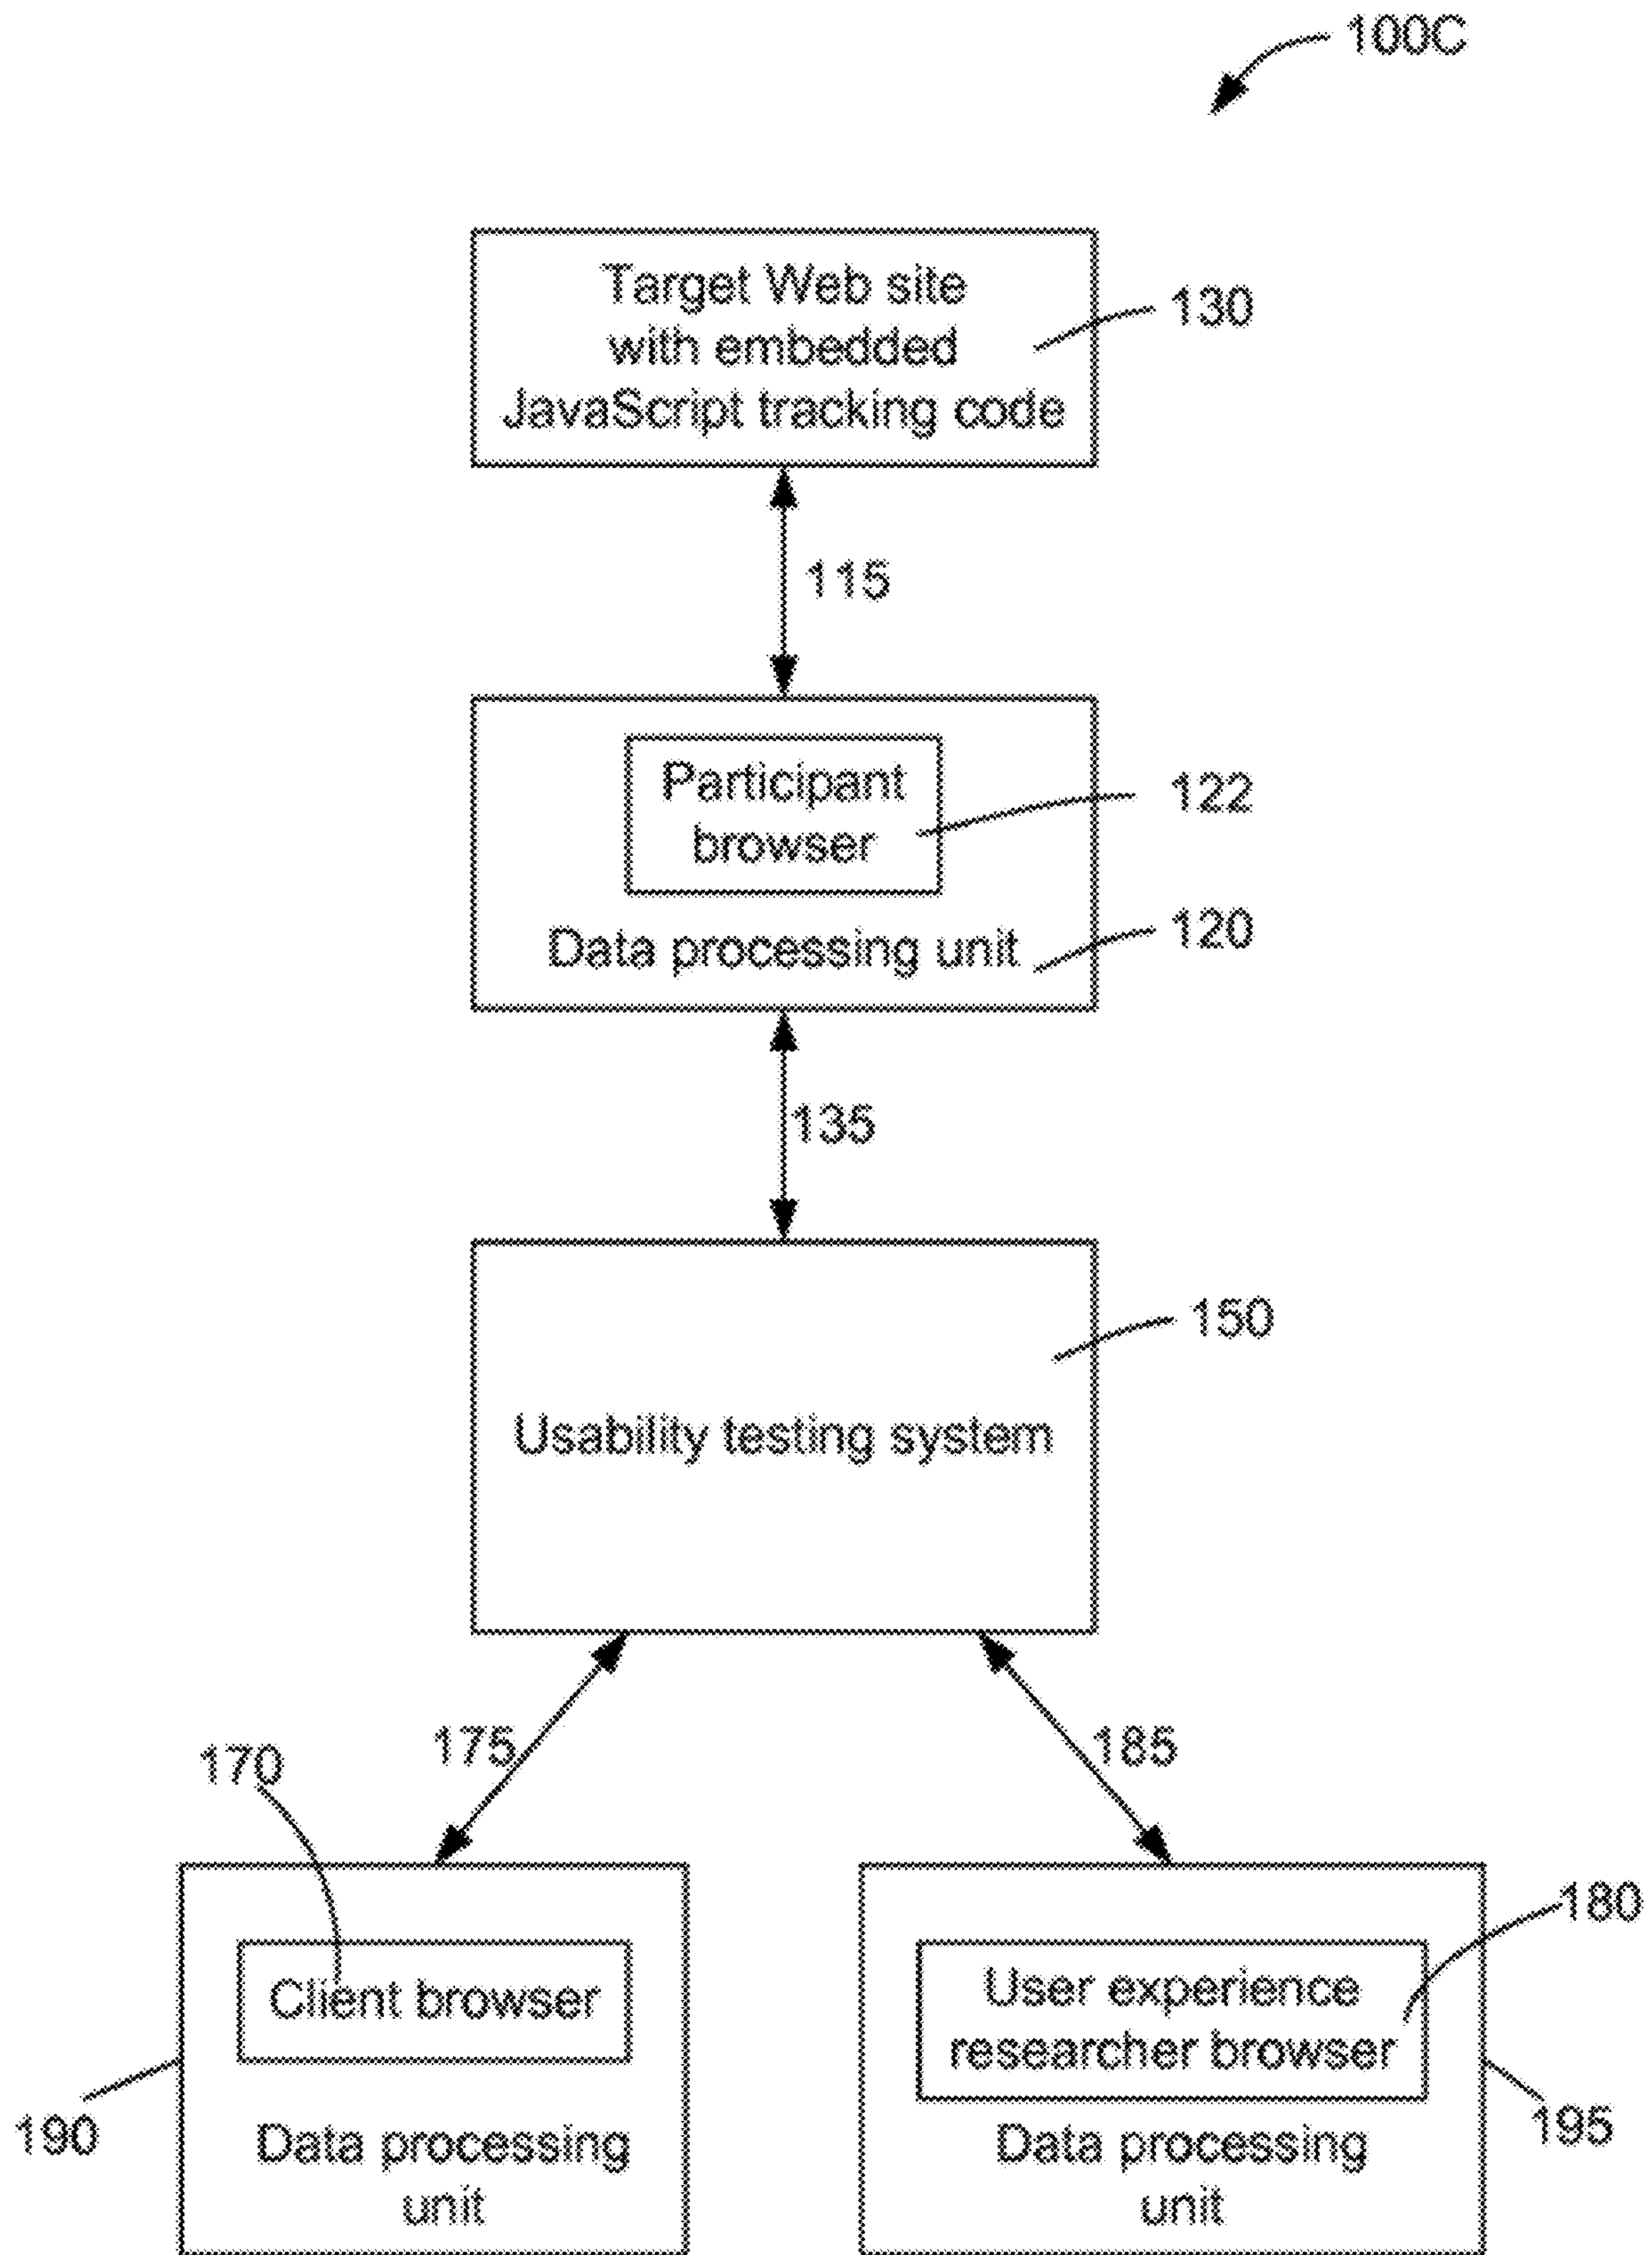 100C
Target Web site
with embedded
JavaScript tracking code
130
115
Participant
browser
122
Data processing unit
120
135
150
Usability testing system
175
185
170
180
Client browser
User experience
researcher browser
190
195
Data processing
unit
Data processing
unit